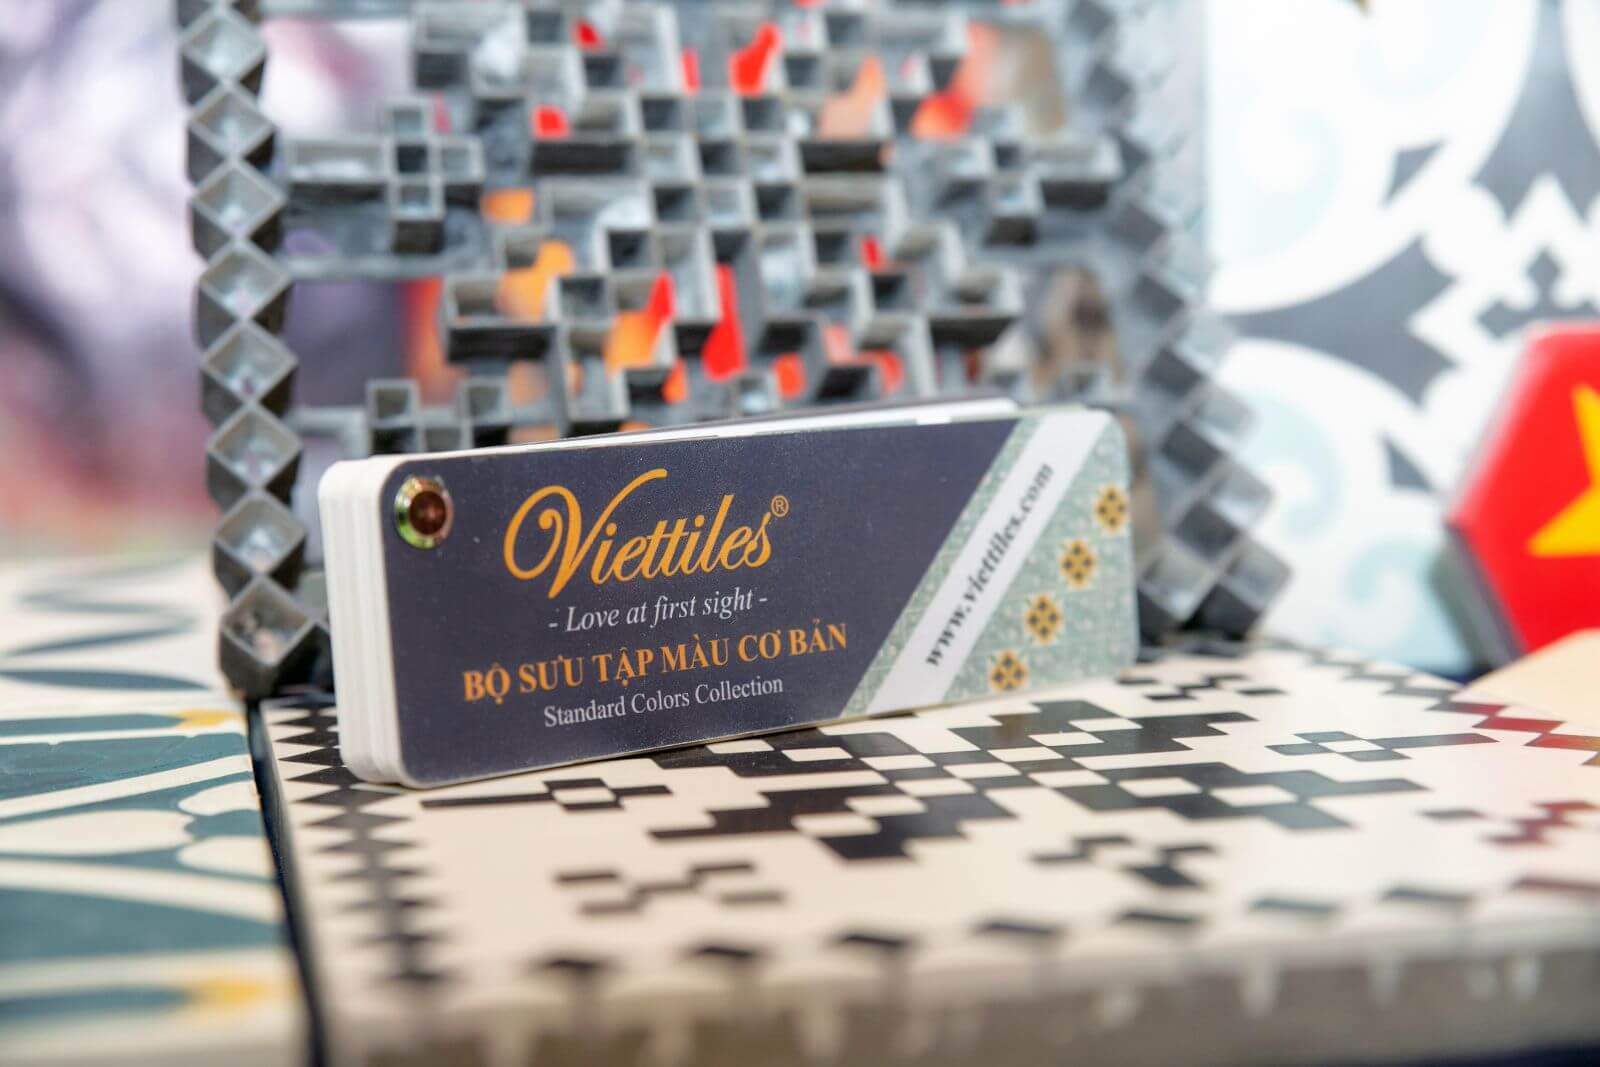 Viettiles®
- Love at first sight -
BỘ SƯU TẬP MÀU CƠ BẢN
Standard Colors Collection
www.viettiles.com